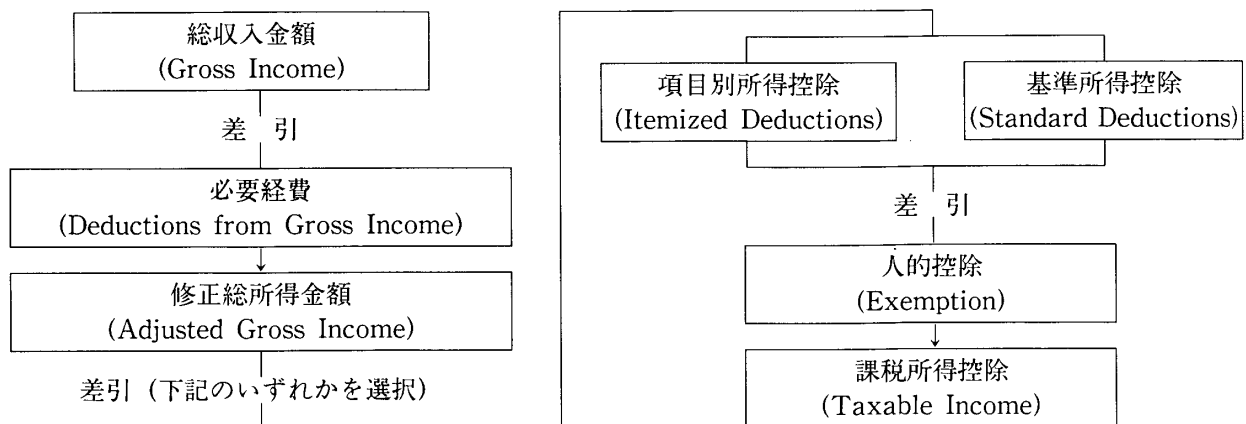 総収入金額
(Gross Income)
差 引
必要経費
(Deductions from Gross Income)
修正総所得金額
(Adjusted Gross Income)
差引（下記のいずれかを選択）
項目別所得控除
(Itemized Deductions)
基準所得控除
(Standard Deductions)
差 引
人的控除
(Exemption)
課税所得控除
(Taxable Income)